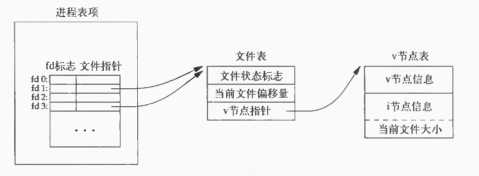 进程表项
fd标志 文件指针
fd 0:
fd 1:
fd 2:
fd 3:
...
文件表
文件状态标志
当前文件偏移量
v节点指针
v节点表
v节点信息
i节点信息
当前文件大小